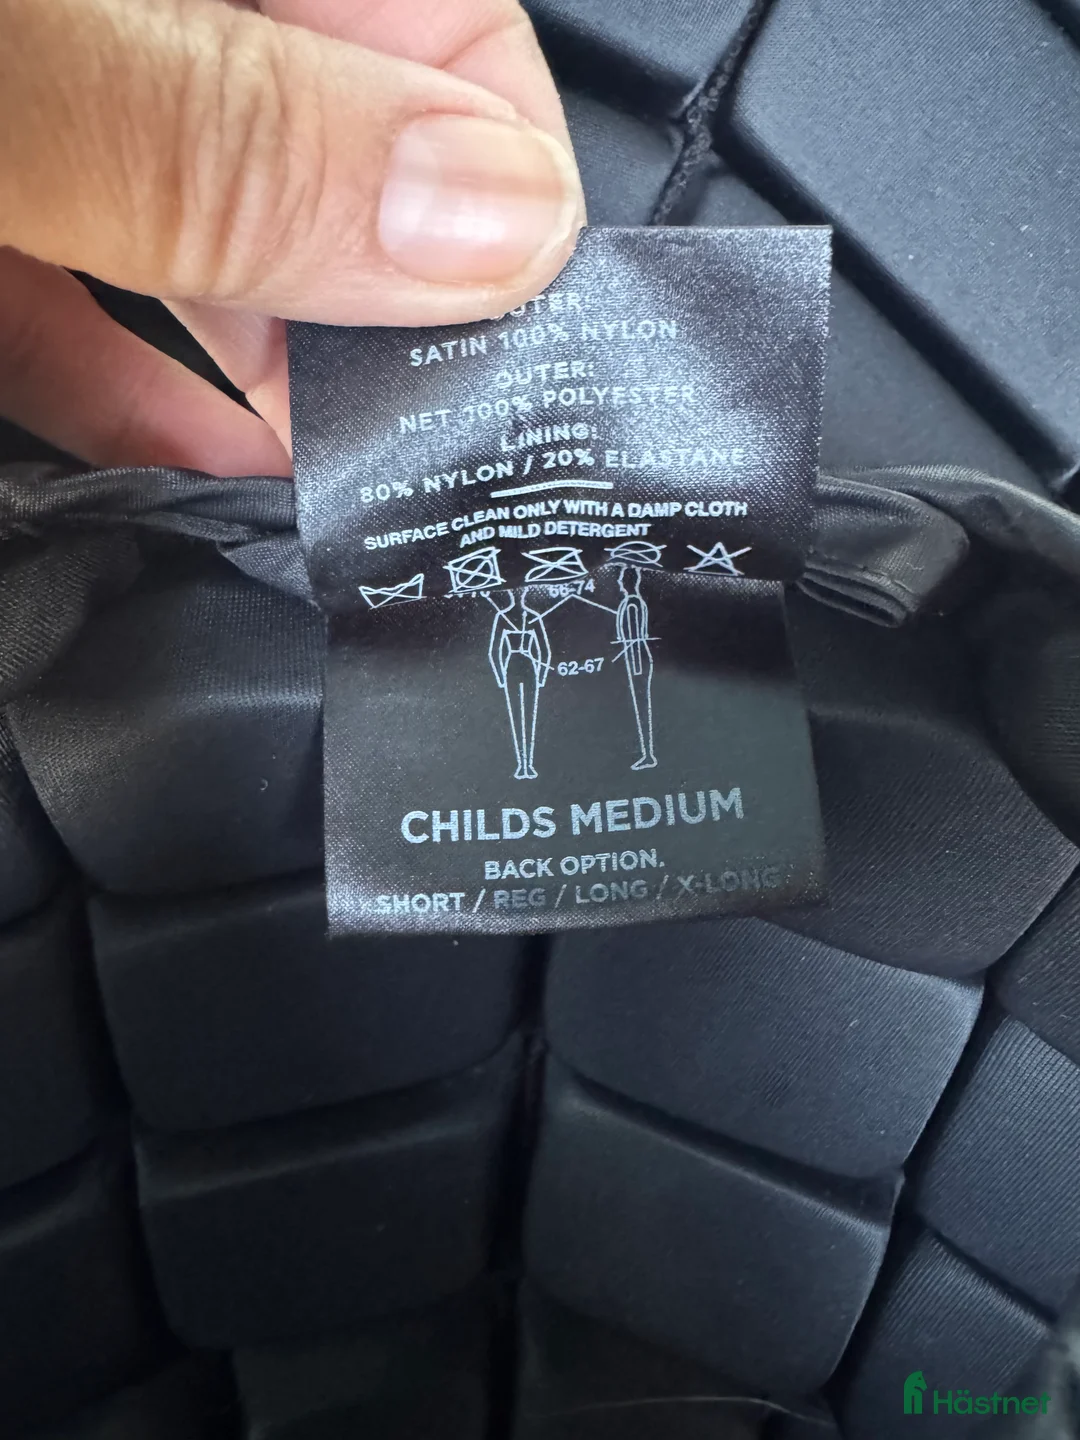 OUTER:
SATIN 100% NYLON
OUTER:
NET 100% POLYESTER
LINING:
80% NYLON / 20% ELASTANE
SURFACE CLEAN ONLY WITH A DAMP CLOTH
AND MILD DETERGENT
66-74
62-67
CHILDS MEDIUM
BACK OPTION.
SHORT / REG / LONG / X-LONG
Hästnet